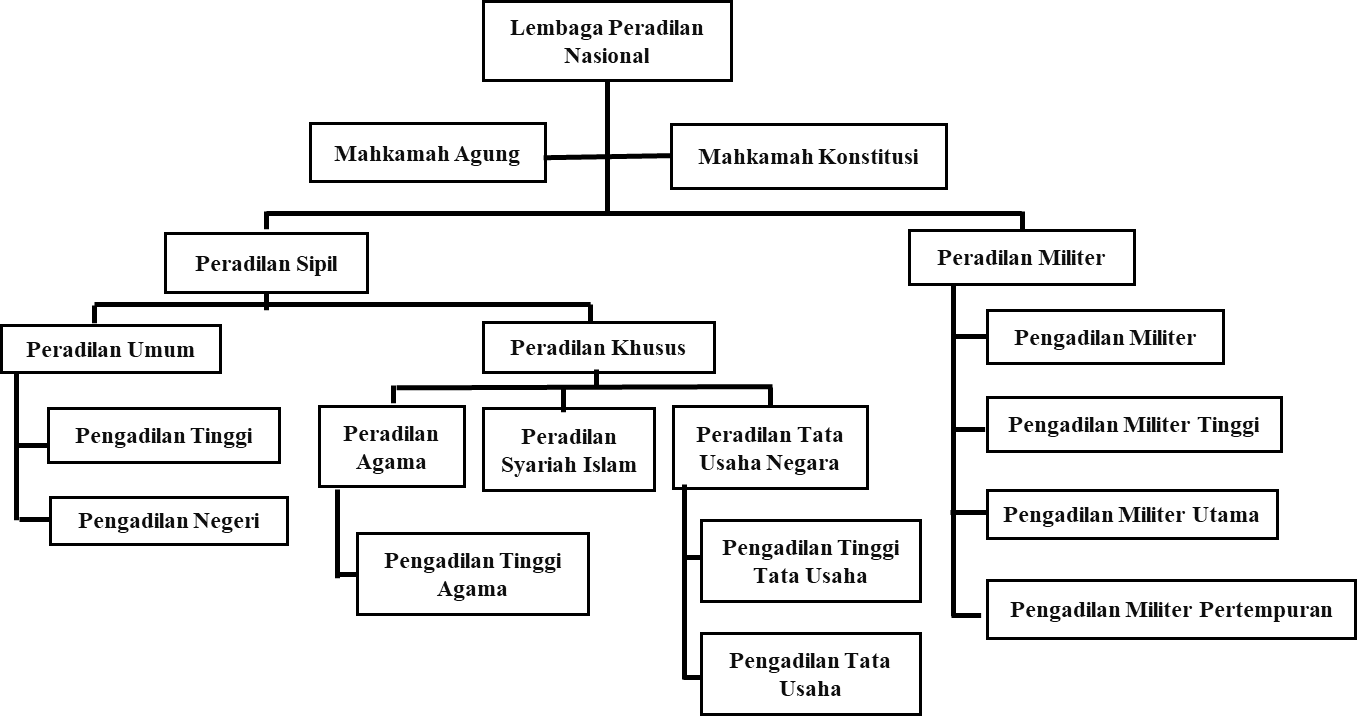 Lembaga Peradilan
Nasional
Mahkamah Agung
Mahkamah Konstitusi
Peradilan Sipil
Peradilan Militer
Peradilan Umum
Peradilan Khusus
Pengadilan Militer
Pengadilan Tinggi
Peradilan
Agama
Peradilan
Syariah Islam
Peradilan Tata
Usaha Negara
Pengadilan Militer Tinggi
Pengadilan Negeri
Pengadilan Militer Utama
Pengadilan Tinggi
Agama
Pengadilan Tinggi
Tata Usaha
Pengadilan Militer Pertempuran
Pengadilan Tata
Usaha